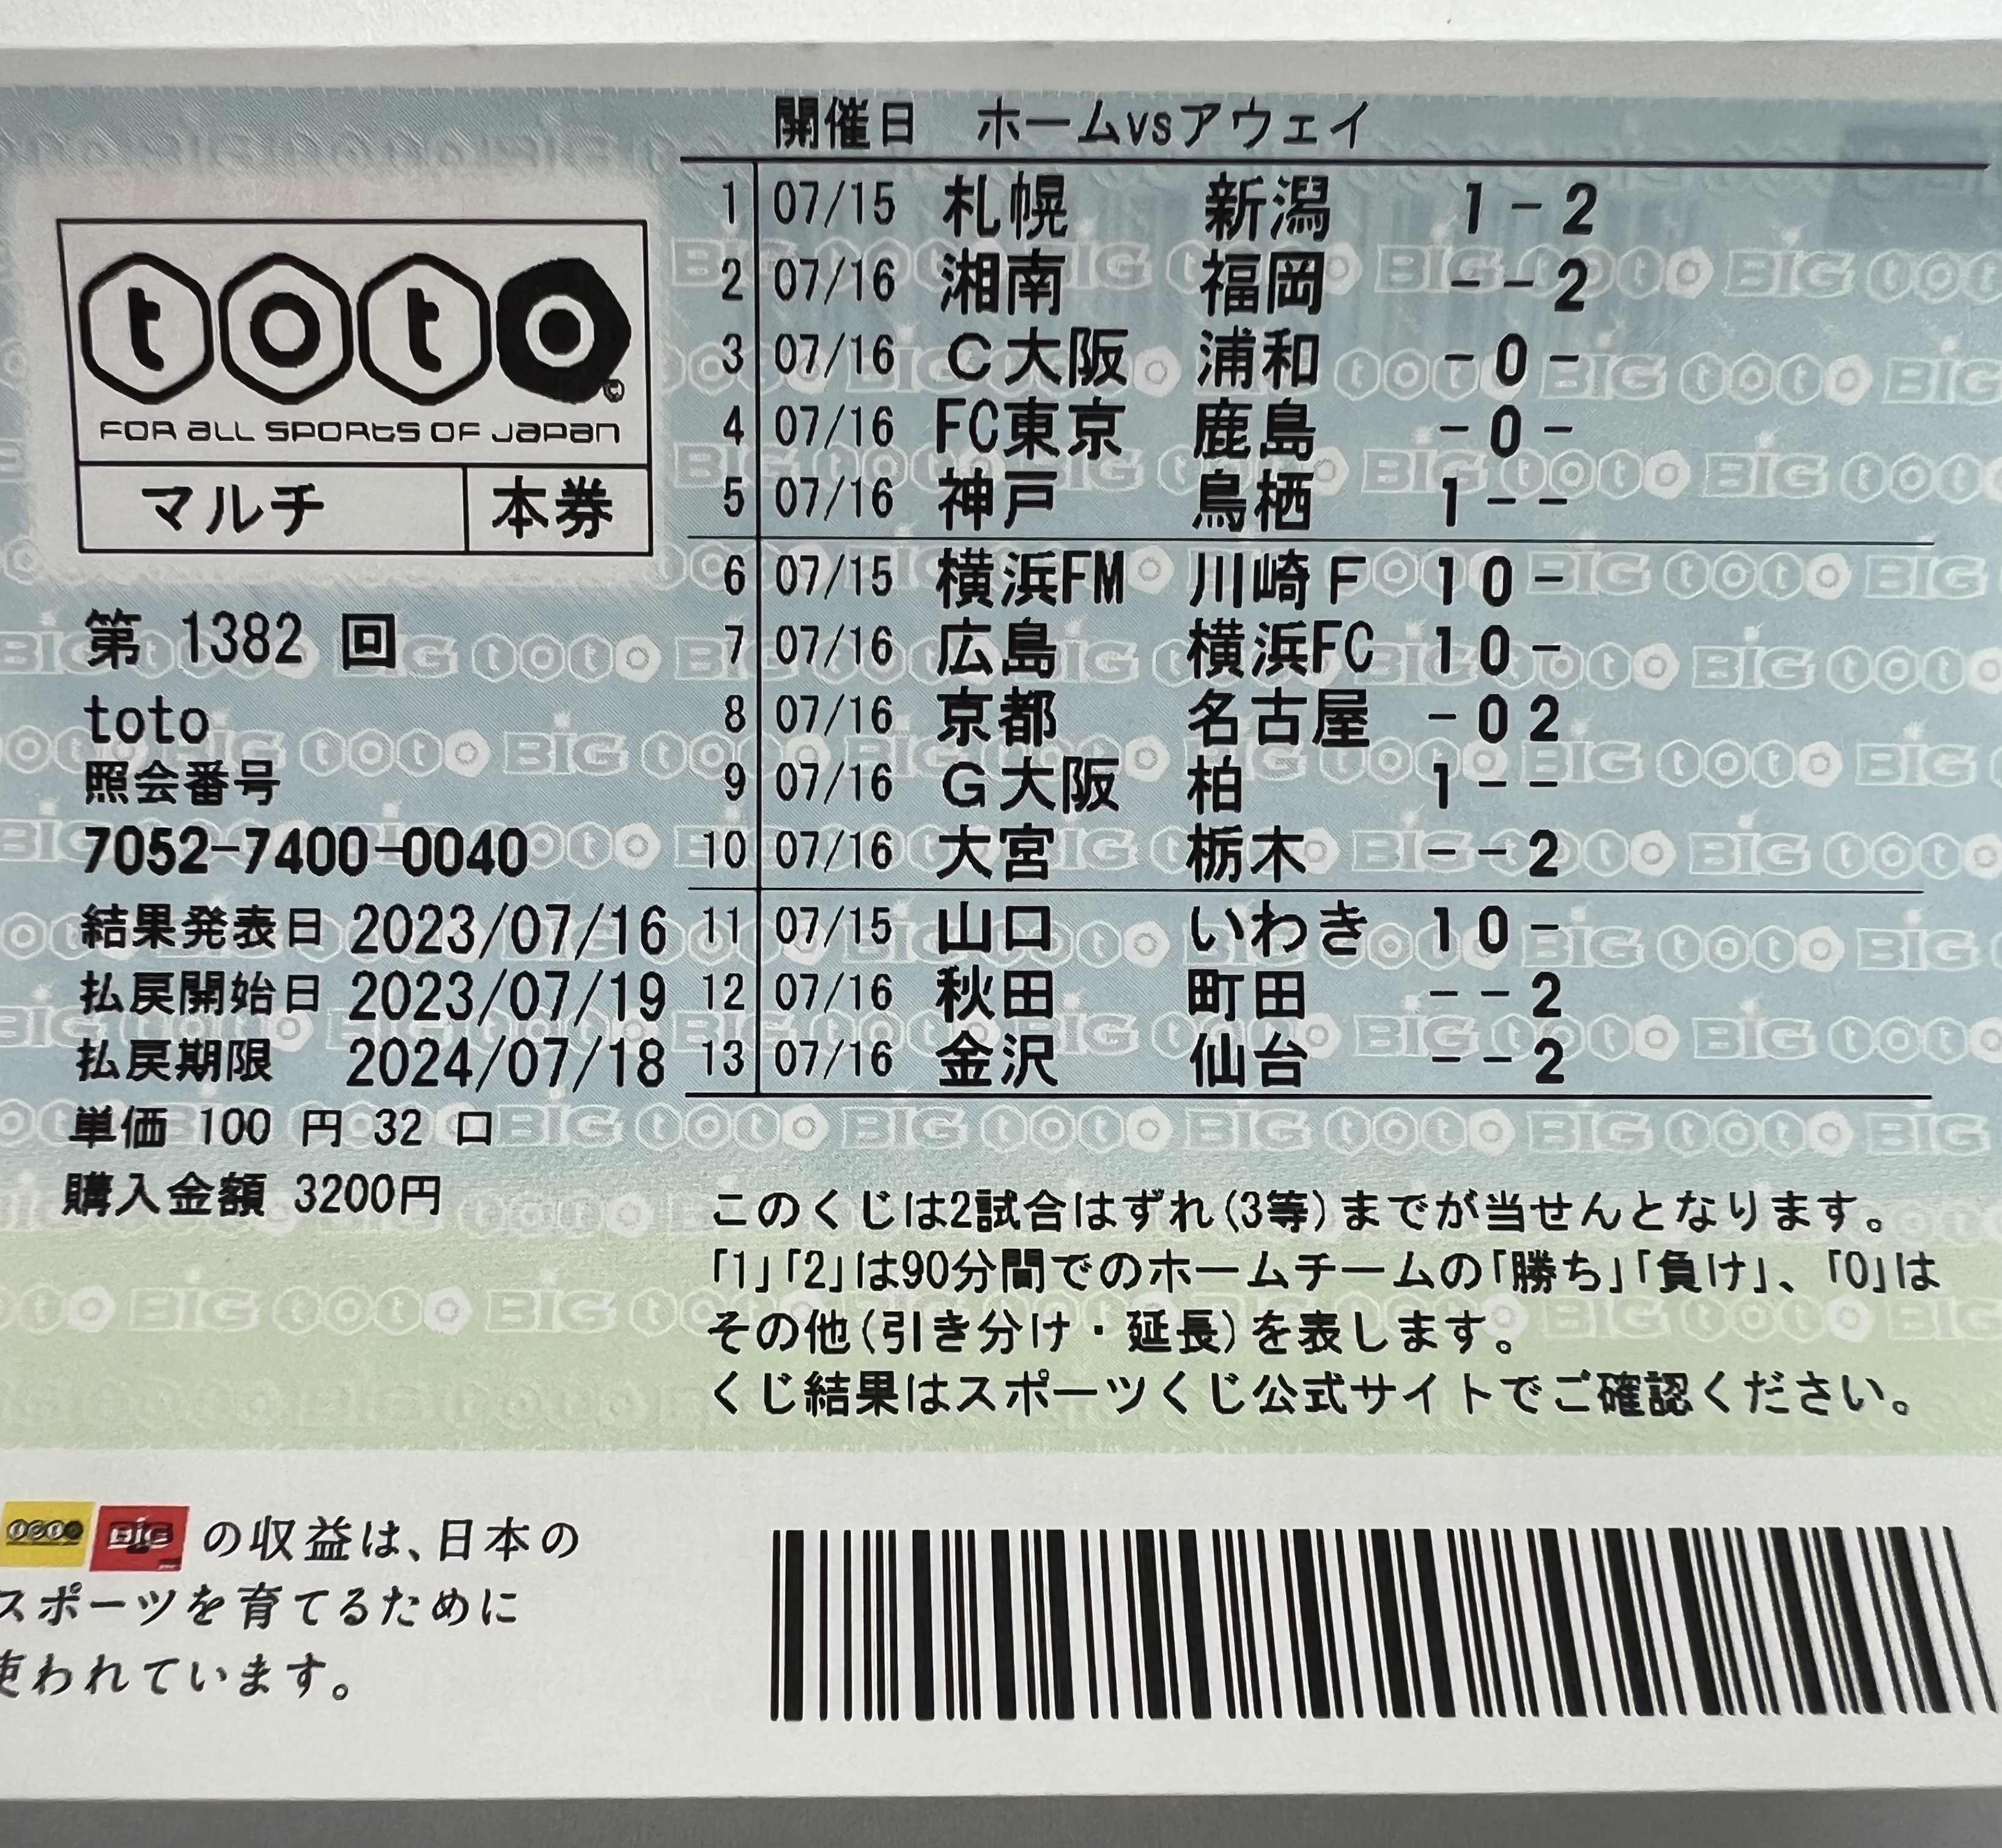 toto ©
FOR ALL SPORTS OF JAPAN
マルチ 本券
第 1382 回
toto
照会番号
7052-7400-0040
結果発表日 2023/07/16
払戻開始日 2023/07/19
払戻期限 2024/07/18
単価 100 円 32 口
購入金額 3200円
開催日 ホームvsアウェイ
1 07/15 札幌 新潟 1-2
2 07/16 湘南 福岡 --2
3 07/16 C大阪 浦和 -0-
4 07/16 FC東京 鹿島 -0-
5 07/16 神戸 鳥栖 1--
6 07/15 横浜FM 川崎F 10-
7 07/16 広島 横浜FC 10-
8 07/16 京都 名古屋 -02
9 07/16 G大阪 柏 1--
10 07/16 大宮 栃木 --2
11 07/15 山口 いわき 10-
12 07/16 秋田 町田 --2
13 07/16 金沢 仙台 --2
このくじは2試合はずれ(3等)までが当せんとなります。
「1」「2」は90分間でのホームチームの「勝ち」「負け」、「0」は
その他(引き分け・延長)を表します。
くじ結果はスポーツくじ公式サイトでご確認ください。
toto BIG の収益は、日本の
スポーツを育てるために
使われています。